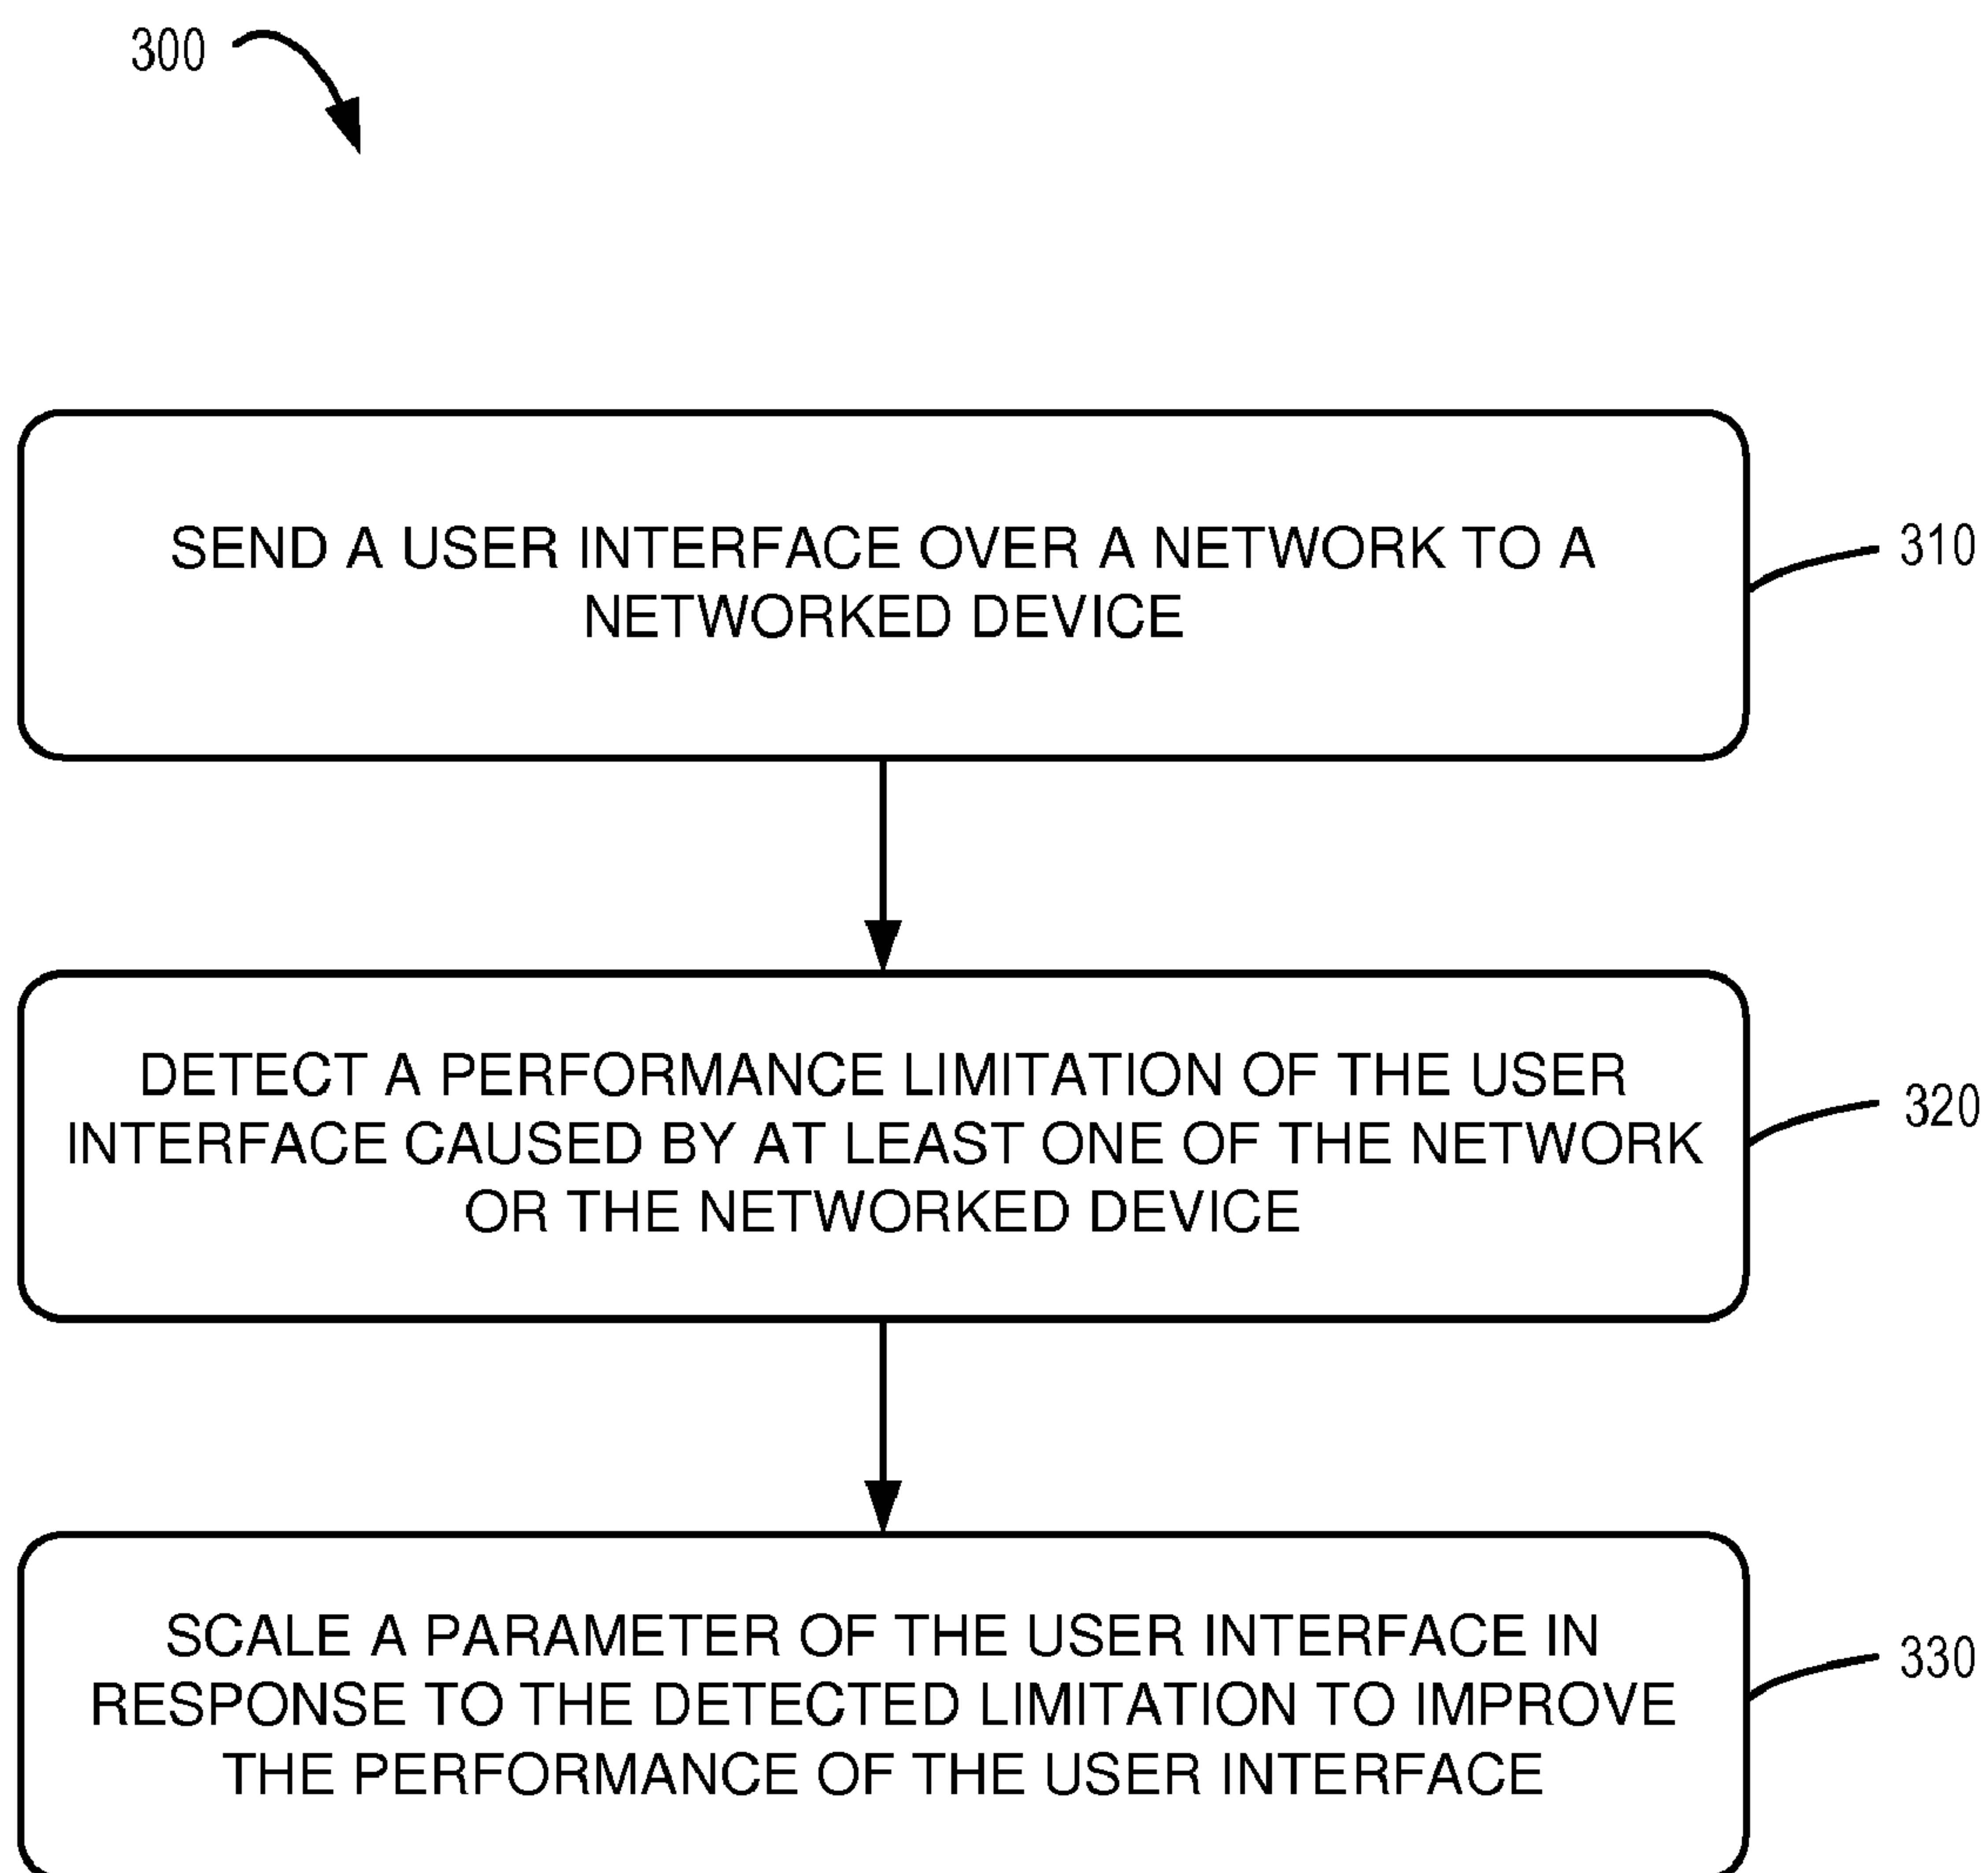 300
SEND A USER INTERFACE OVER A NETWORK TO A
NETWORKED DEVICE
310
DETECT A PERFORMANCE LIMITATION OF THE USER
INTERFACE CAUSED BY AT LEAST ONE OF THE NETWORK
OR THE NETWORKED DEVICE
320
SCALE A PARAMETER OF THE USER INTERFACE IN
RESPONSE TO THE DETECTED LIMITATION TO IMPROVE
THE PERFORMANCE OF THE USER INTERFACE
330